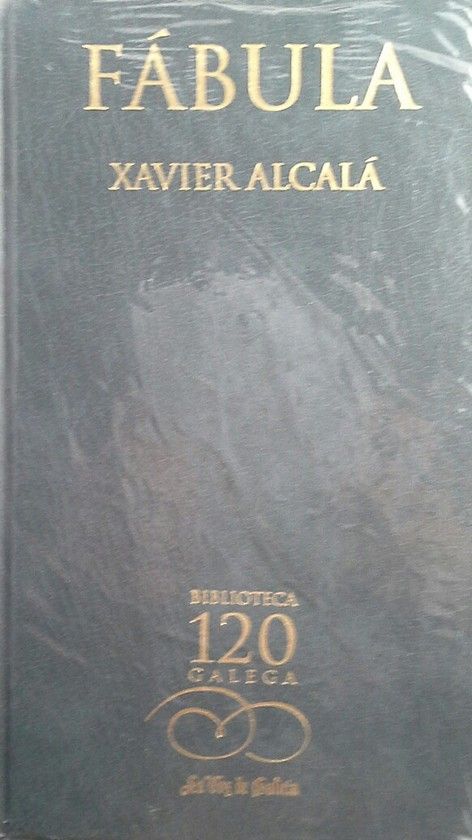 FÁBULA
XAVIER ALCALÁ
BIBLIOTECA
120
GALEGA
La Voz de Galicia